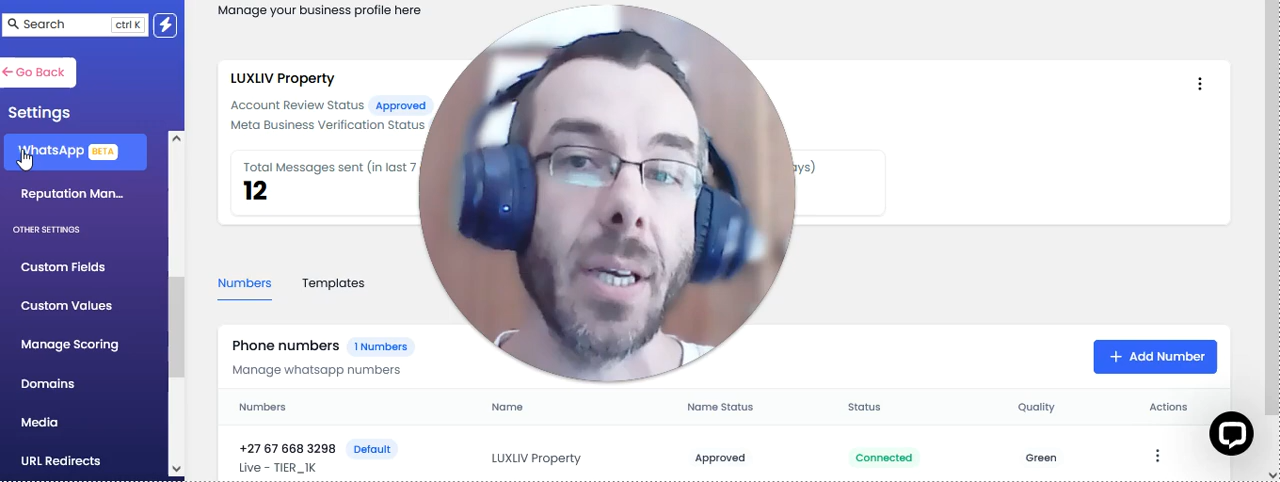 Search ctrl K
Go Back
Settings
WhatsApp BETA
Reputation Man...
OTHER SETTINGS
Custom Fields
Custom Values
Manage Scoring
Domains
Media
URL Redirects
Manage your business profile here
LUXLIV Property
Account Review Status Approved
Meta Business Verification Status
Total Messages sent (in last 7
12
Numbers Templates
Phone numbers 1 Numbers
Manage whatsapp numbers
+ Add Number
Numbers Name Name Status Status Quality Actions
+27 67 668 3298 Default
Live - TIER_1K
LUXLIV Property Approved Connected Green